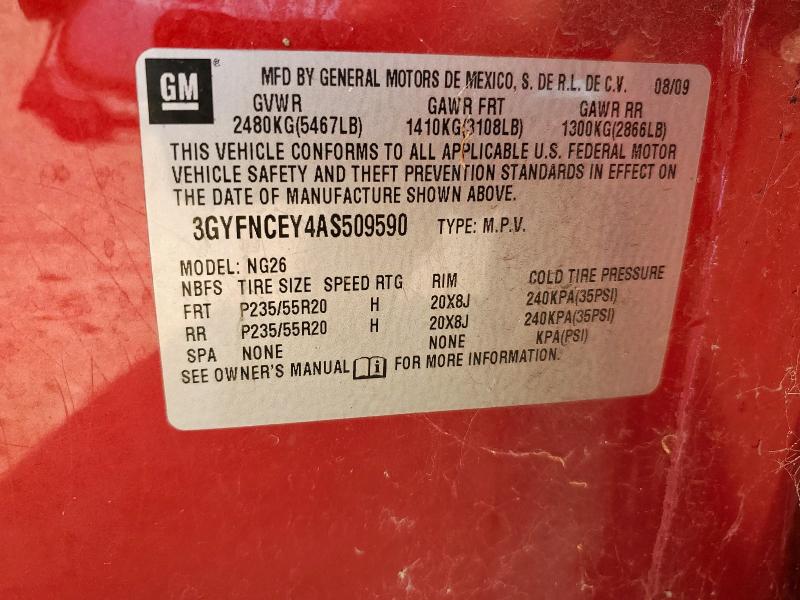 GM
MFD BY GENERAL MOTORS DE MEXICO, S. DE R.L. DE C.V. 08/09
GVWR GAWR FRT GAWR RR
2480KG(5467LB) 1410KG(3108LB) 1300KG(2866LB)
THIS VEHICLE CONFORMS TO ALL APPLICABLE U.S. FEDERAL MOTOR
VEHICLE SAFETY AND THEFT PREVENTION STANDARDS IN EFFECT ON
THE DATE OF MANUFACTURE SHOWN ABOVE.
3GYFNCEY4AS509590 TYPE: M.P.V.
MODEL: NG26
NBFS TIRE SIZE SPEED RTG RIM COLD TIRE PRESSURE
FRT P235/55R20 H 20X8J 240KPA(35PSI)
RR P235/55R20 H 20X8J 240KPA(35PSI)
SPA NONE NONE KPA(PSI)
SEE OWNER'S MANUAL i FOR MORE INFORMATION.